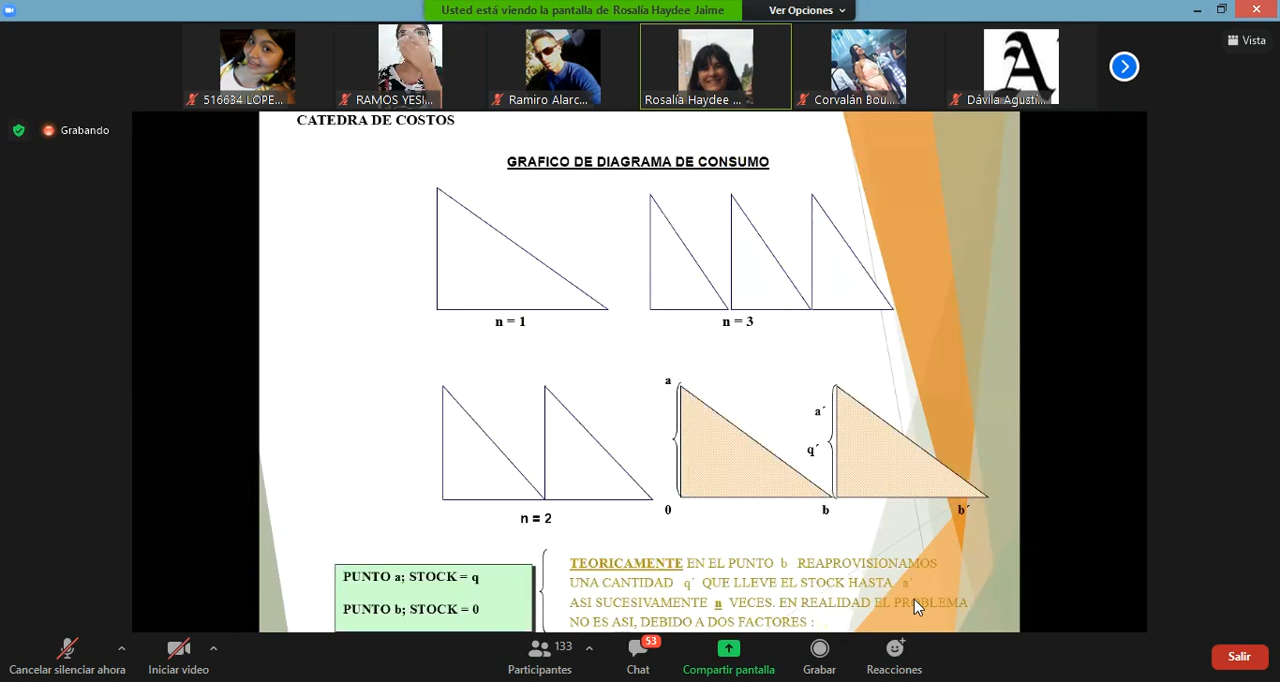 Usted está viendo la pantalla de Rosalía Haydee Jaime
Ver Opciones
Vista
516634 LOPE...
RAMOS YESI...
Ramiro Alarc...
Rosalía Haydee ...
Corvalán Bou...
A
Dávila Agustí...
Grabando
CATEDRA DE COSTOS
GRAFICO DE DIAGRAMA DE CONSUMO
n = 1
n = 3
a
a´
q´
0
b
b´
n = 2
PUNTO a; STOCK = q
PUNTO b; STOCK = 0
TEORICAMENTE EN EL PUNTO b REAPROVISIONAMOS
UNA CANTIDAD q´ QUE LLEVE EL STOCK HASTA a´
ASI SUCESIVAMENTE n VECES. EN REALIDAD EL PROBLEMA
NO ES ASI, DEBIDO A DOS FACTORES :
Cancelar silenciar ahora
Iniciar video
133
Participantes
53
Chat
Compartir pantalla
Grabar
Reacciones
Salir